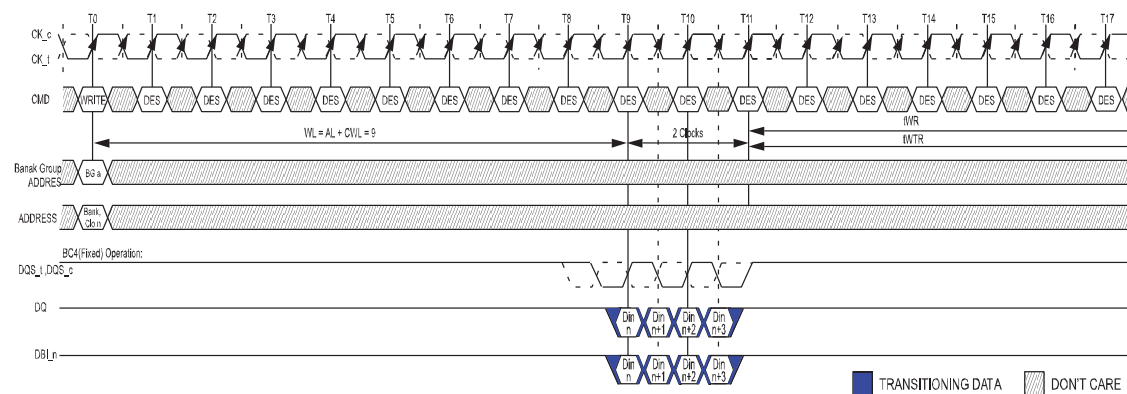 T0 T1 T2 T3 T4 T5 T6 T7 T8 T9 T10 T11 T12 T13 T14 T15 T16 T17
CK_c
CK_t
CMD WRITE DES DES DES DES DES DES DES DES DES DES DES DES DES DES DES DES DES
tWR
WL = AL + CWL = 9 2 Clocks
tWTR
Banak Group
ADDRES
BG a
ADDRESS
Bank,
Clo n
BC4(Fixed) Operation:
DQS_t ,DQS_c
DQ
Din Din Din Din
n n+1 n+2 n+3
DBI_n
Din Din Din Din
n n+1 n+2 n+3
TRANSITIONING DATA DON'T CARE